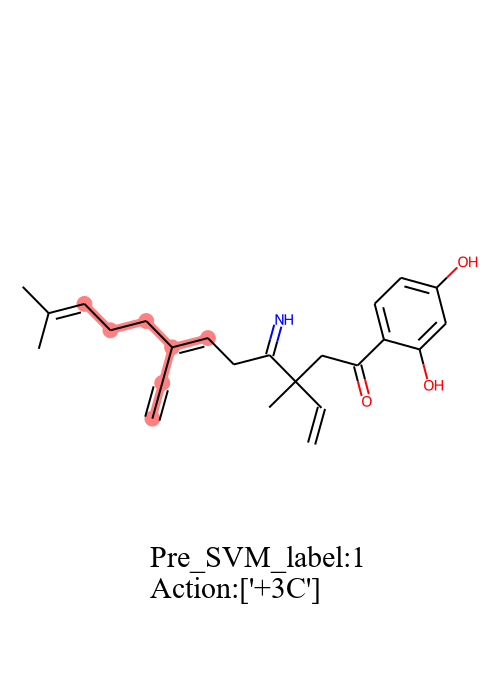 OH
NH
OH
O
Pre_SVM_label:1
Action:['+3C']